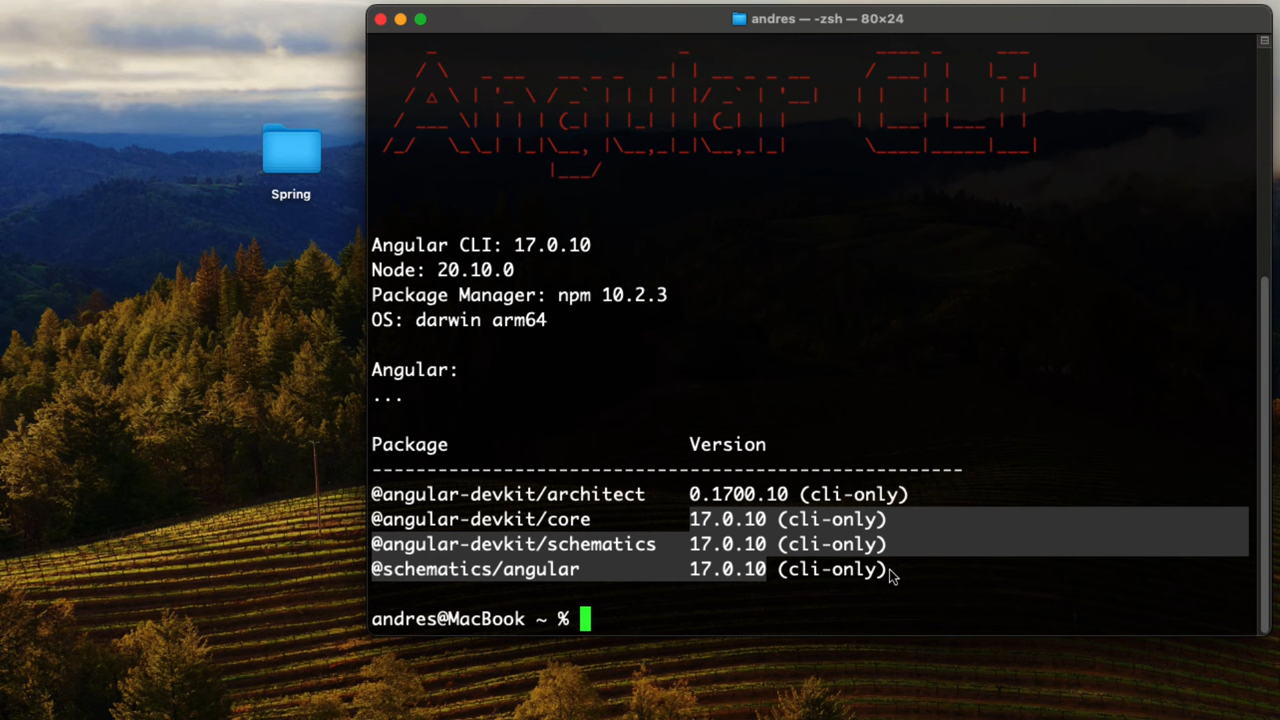 andres — -zsh — 80×24
Spring
Angular CLI
Angular CLI: 17.0.10
Node: 20.10.0
Package Manager: npm 10.2.3
OS: darwin arm64
Angular:
...
Package Version
------------------------------------------------------
@angular-devkit/architect 0.1700.10 (cli-only)
@angular-devkit/core 17.0.10 (cli-only)
@angular-devkit/schematics 17.0.10 (cli-only)
@schematics/angular 17.0.10 (cli-only)
andres@MacBook ~ %